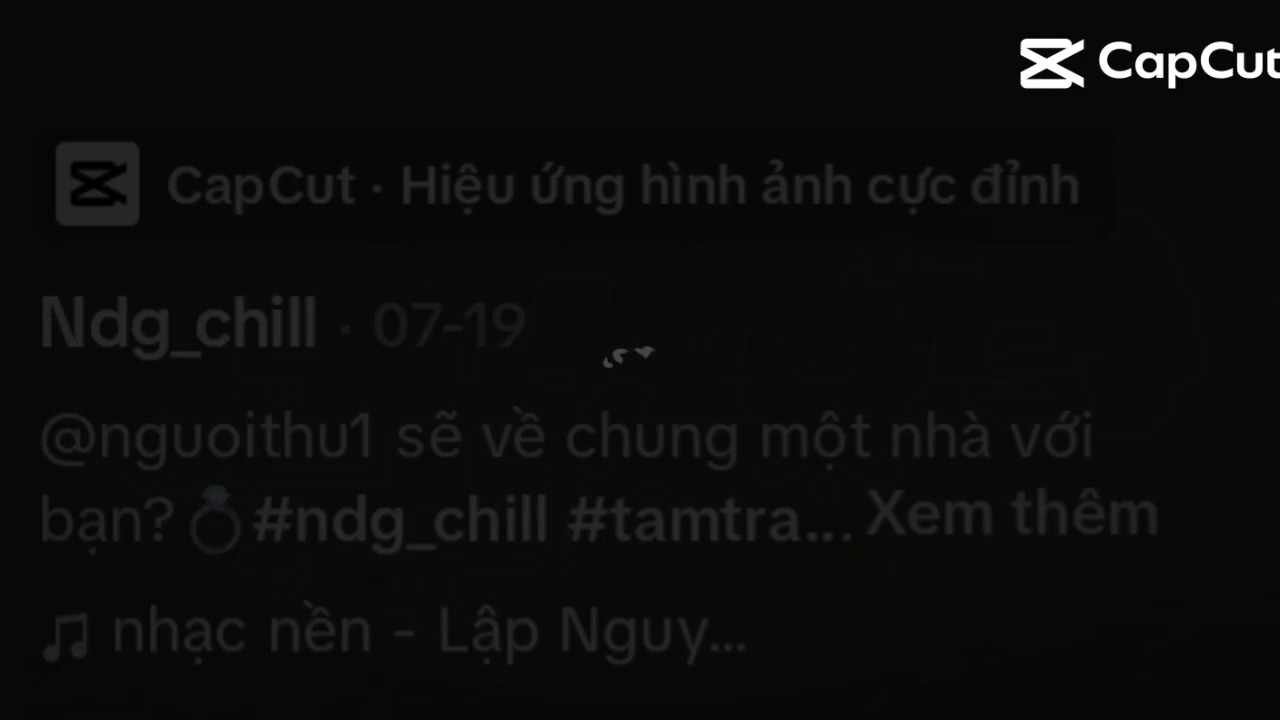 CapCut
CapCut · Hiệu ứng hình ảnh cực đỉnh
Ndg_chill · 07-19
@nguoithu1 sẽ về chung một nhà với
bạn?💍#ndg_chill #tamtra... Xem thêm
nhạc nền - Lập Nguy...